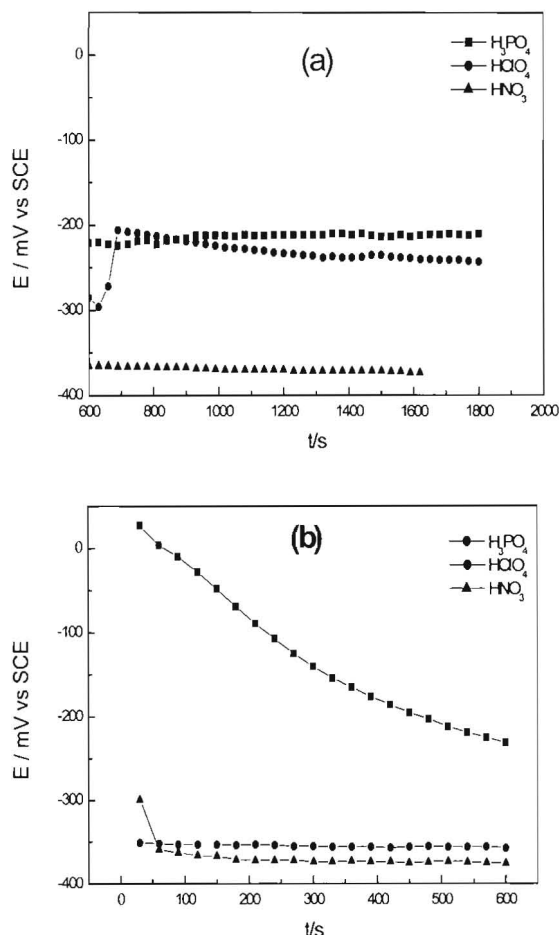 (a)
H₃PO₄
HClO₄
HNO₃
E / mV vs SCE
0
-100
-200
-300
-400
600 800 1000 1200 1400 1600 1800 2000
t/s
(b)
H₃PO₄
HClO₄
HNO₃
E / mV vs SCE
0
-100
-200
-300
-400
0 100 200 300 400 500 600
t/s